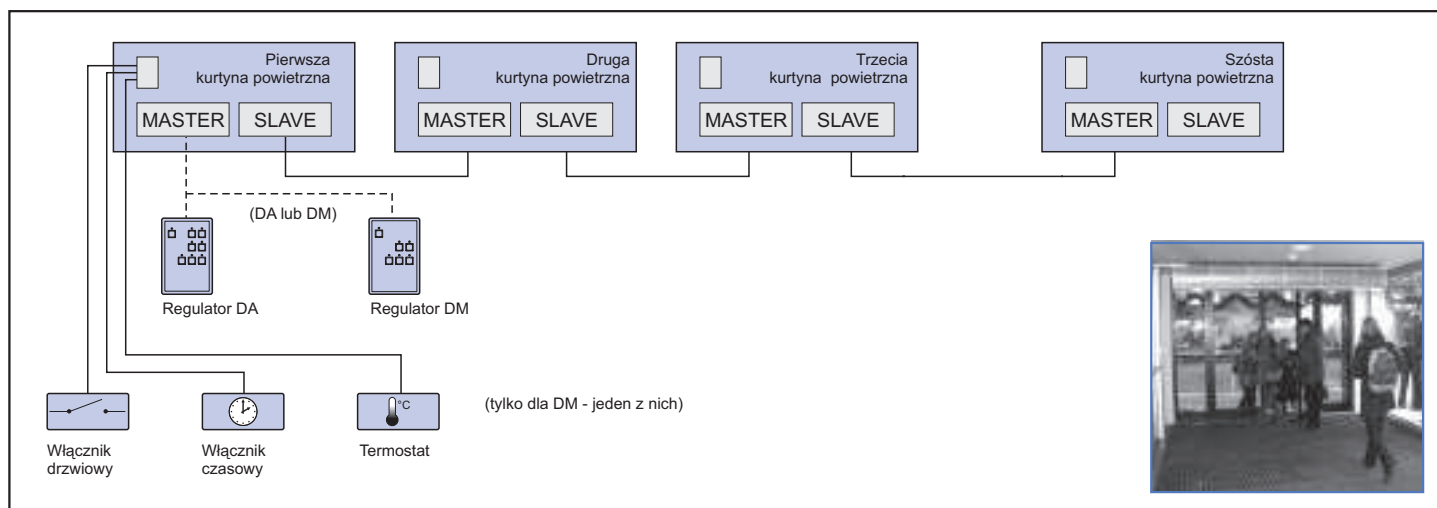 Pierwsza
kurtyna powietrzna
MASTER SLAVE
Druga
kurtyna powietrzna
MASTER SLAVE
Trzecia
kurtyna powietrzna
MASTER SLAVE
Szósta
kurtyna powietrzna
MASTER SLAVE
(DA lub DM)
Regulator DA
Regulator DM
°C
(tylko dla DM - jeden z nich)
Włącznik
drzwiowy
Włącznik
czasowy
Termostat